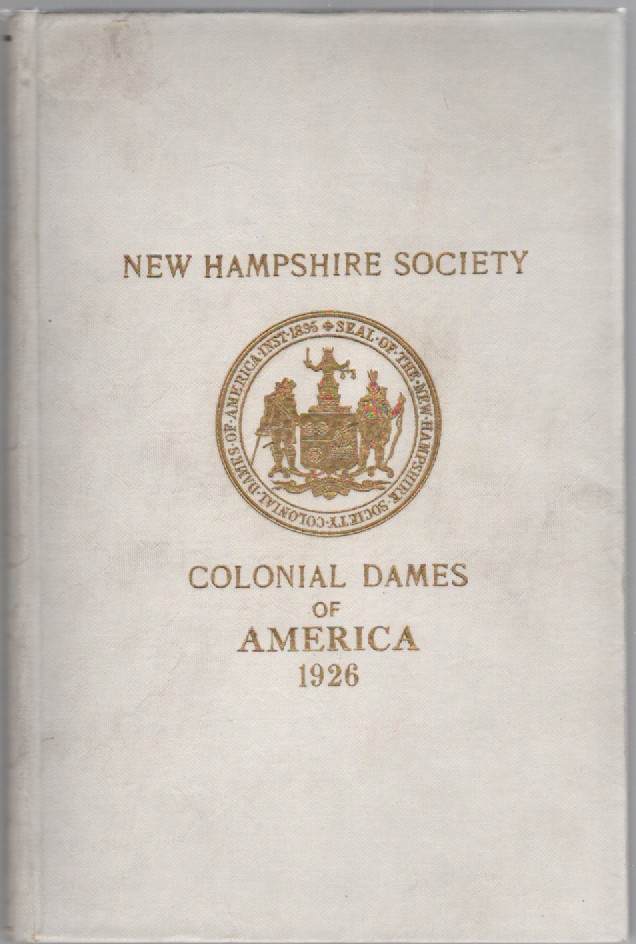 NEW HAMPSHIRE SOCIETY
SEAL·OF·THE·NEW·HAMPSHIRE·SOCIETY·COLONIAL·DAMES·OF·AMERICA·INST·1895
COLONIAL DAMES
OF
AMERICA
1926